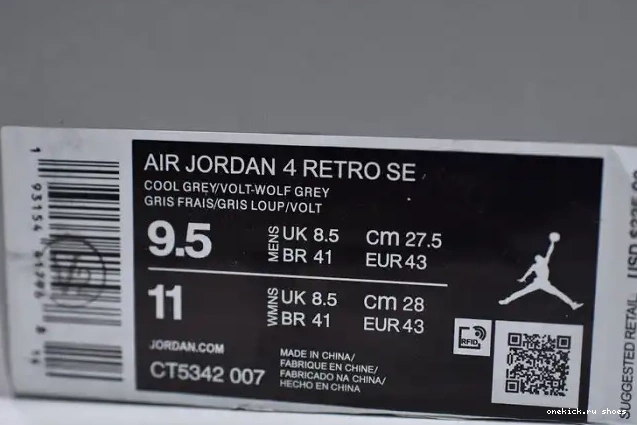 AIR JORDAN 4 RETRO SE
COOL GREY/VOLT-WOLF GREY
GRIS FRAIS/GRIS LOUP/VOLT
9.5 MENS UK 8.5 cm 27.5
BR 41 EUR 43
11 WMNS UK 8.5 cm 28
BR 41 EUR 43
JORDAN.COM
CT5342 007
MADE IN CHINA/
FABRIQUE EN CHINE/
FABRICADO NA CHINA/
HECHO EN CHINA
RFID
SUGGESTED RETAIL USD
1 93154
onekick.ru shoes